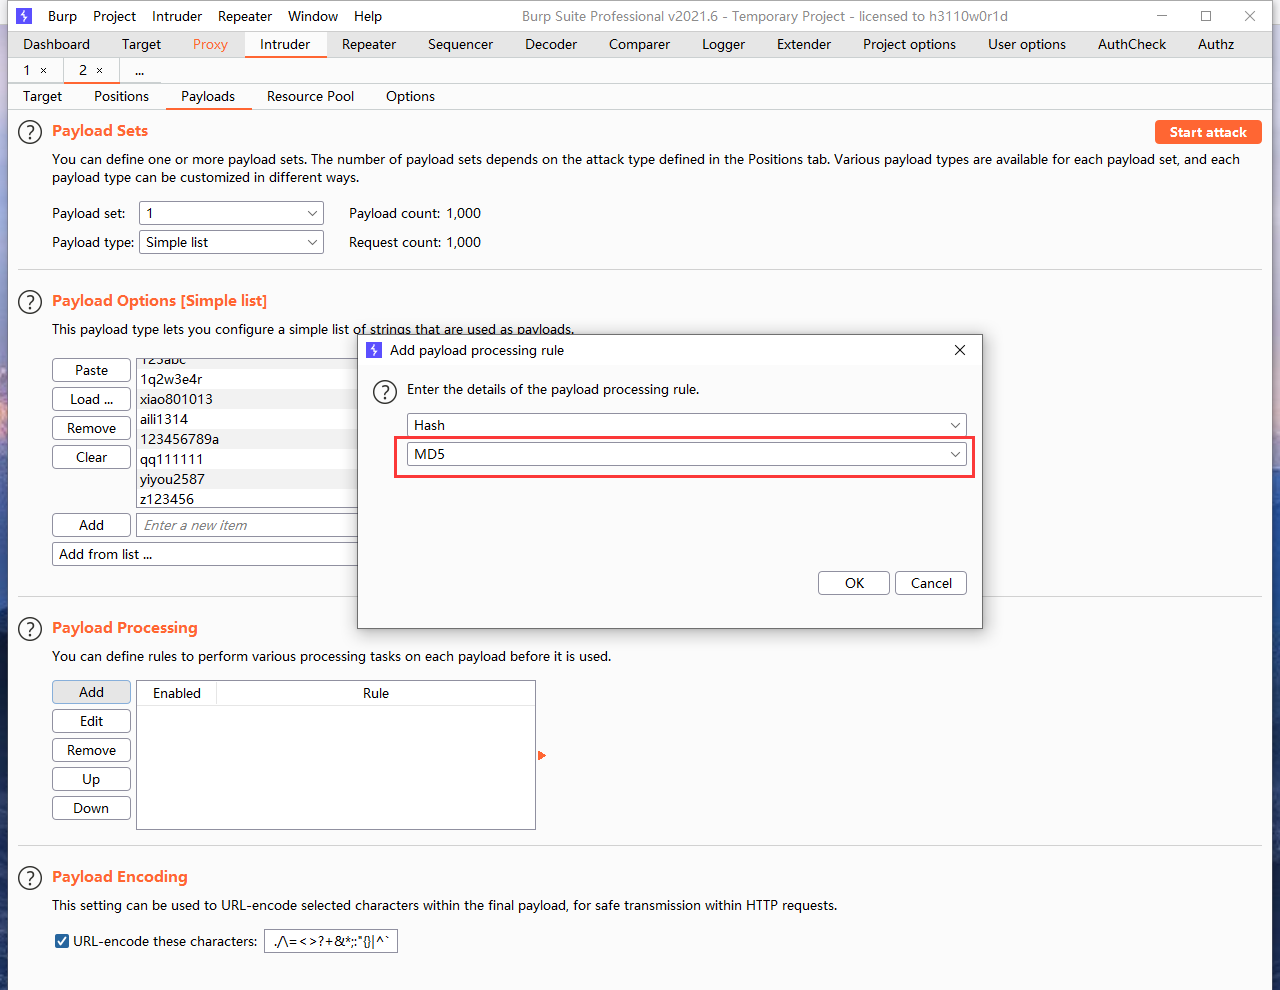 Burp Project Intruder Repeater Window Help Burp Suite Professional v2021.6 - Temporary Project - licensed to h3110w0r1d
Dashboard Target Proxy Intruder Repeater Sequencer Decoder Comparer Logger Extender Project options User options AuthCheck Authz
1 × 2 × ...
Target Positions Payloads Resource Pool Options
? Payload Sets Start attack
You can define one or more payload sets. The number of payload sets depends on the attack type defined in the Positions tab. Various payload types are available for each payload set, and each
payload type can be customized in different ways.
Payload set: 1 Payload count: 1,000
Payload type: Simple list Request count: 1,000
? Payload Options [Simple list]
This payload type lets you configure a simple list of strings that are used as payloads.
Add payload processing rule
? Enter the details of the payload processing rule.
Hash
MD5
OK Cancel
Paste 123abc
1q2w3e4r
Load ... xiao801013
aili1314
Remove 123456789a
Clear qq111111
yiyou2587
z123456
Add Enter a new item
Add from list ...
? Payload Processing
You can define rules to perform various processing tasks on each payload before it is used.
Add Enabled Rule
Edit
Remove
Up
Down
? Payload Encoding
This setting can be used to URL-encode selected characters within the final payload, for safe transmission within HTTP requests.
URL-encode these characters: ./\=<>?+&*;:"{}|^`